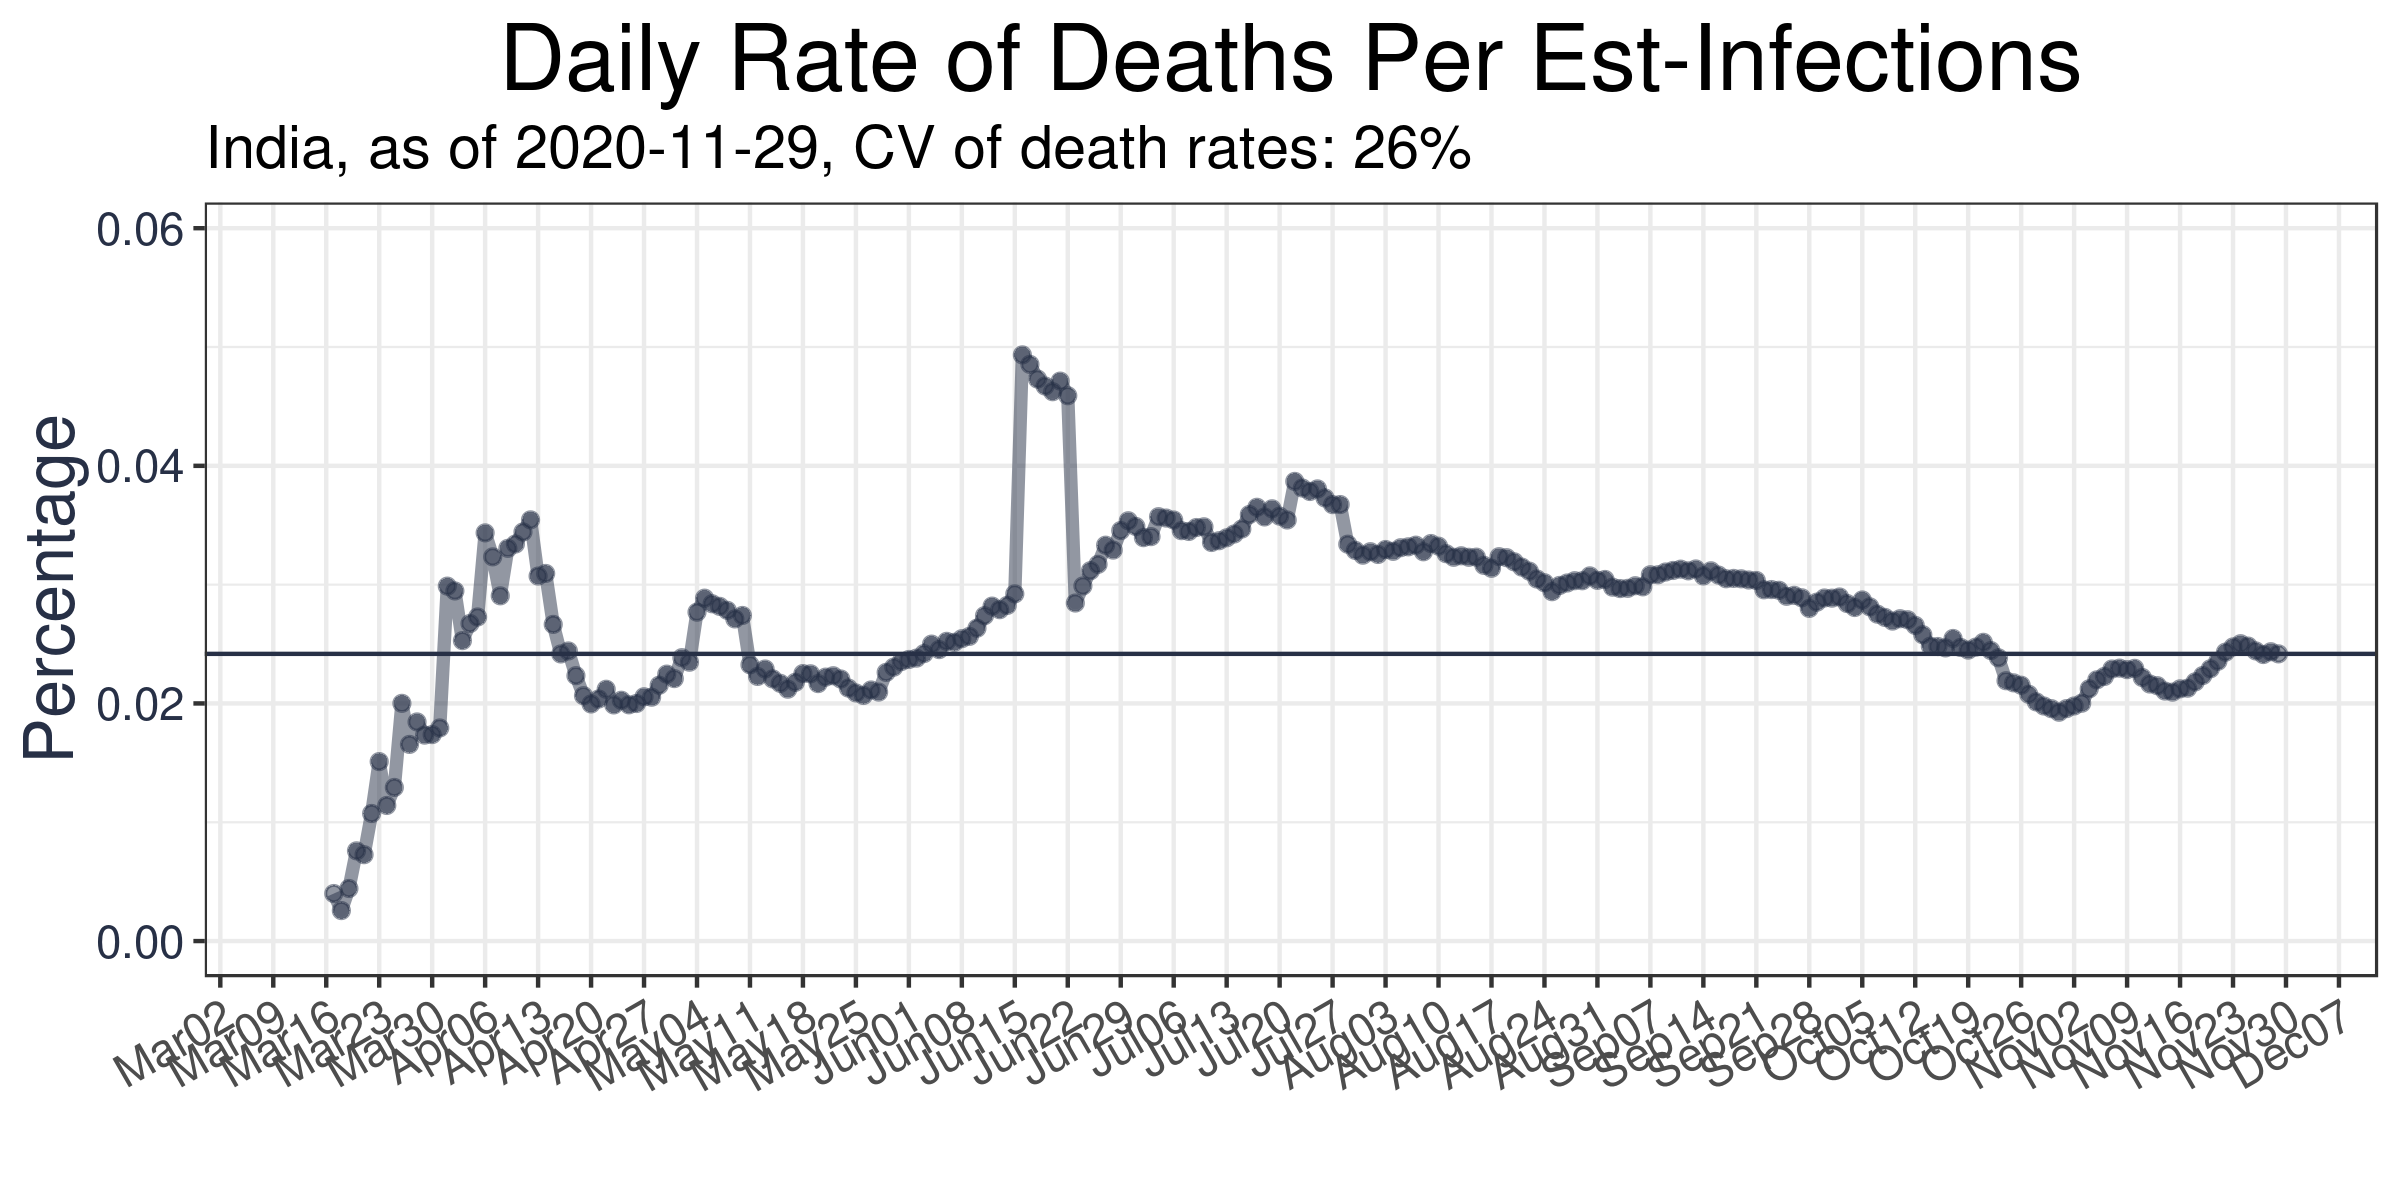 Daily Rate of Deaths Per Est-Infections
India, as of 2020-11-29, CV of death rates: 26%
Percentage
0.06
0.04
0.02
0.00
Mar02
Mar09
Mar16
Mar23
Mar30
Apr06
Apr13
Apr20
Apr27
May04
May11
May18
May25
Jun01
Jun08
Jun15
Jun22
Jun29
Jul06
Jul13
Jul20
Jul27
Aug03
Aug10
Aug17
Aug24
Aug31
Sep07
Sep14
Sep21
Sep28
Oct05
Oct12
Oct19
Oct26
Nov02
Nov09
Nov16
Nov23
Nov30
Dec07